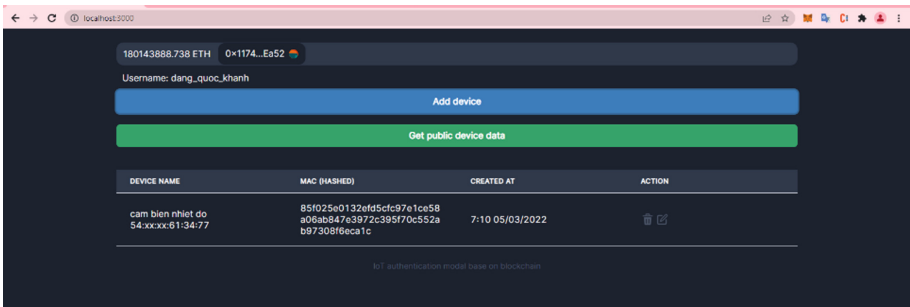 localhost:3000
180143888.738 ETH 0×1174...Ea52
Username: dang_quoc_khanh
Add device
Get public device data
DEVICE NAME MAC (HASHED) CREATED AT ACTION
cam bien nhiet do
54:xx:xx:61:34:77
85f025e0132efd5cfc97e1ce58
a06ab847e3972c395f70c552a
b97308f6eca1c
7:10 05/03/2022
IoT authentication modal base on blockchain